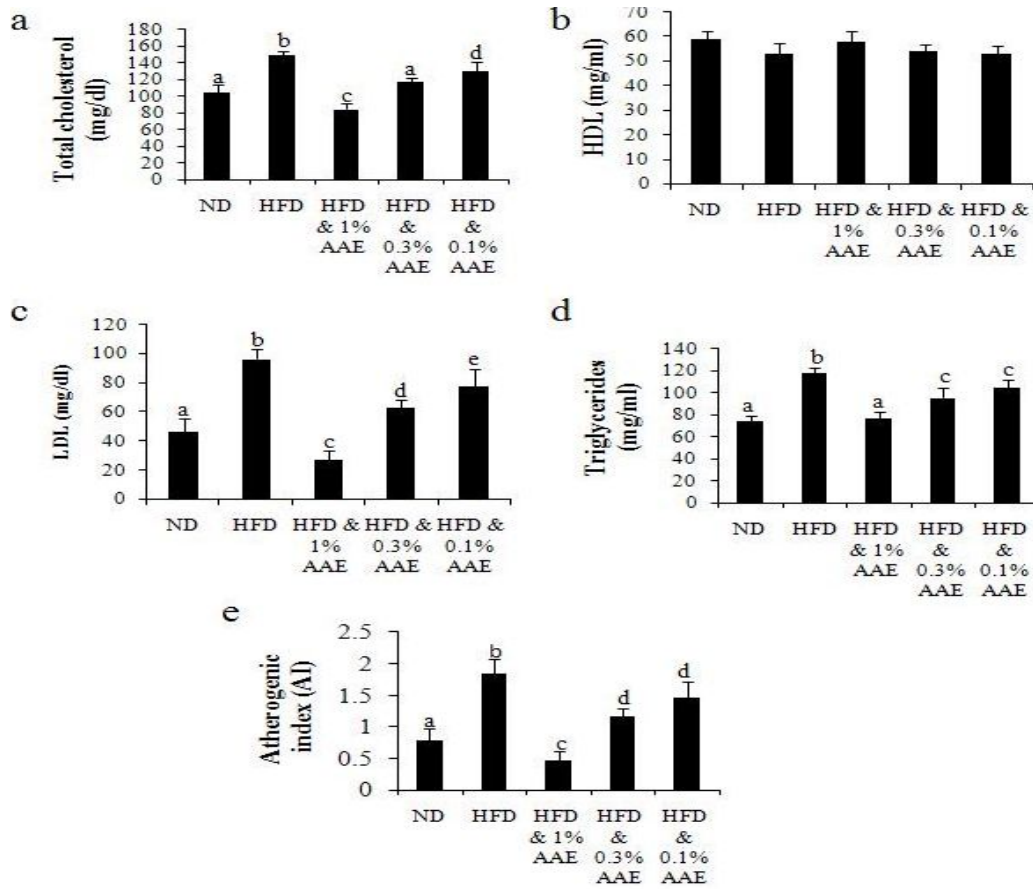 a
Total cholesterol
(mg/dl)
180
160
140
120
100
80
60
40
20
0
a
b
c
a
d
ND
HFD
HFD
& 1%
AAE
HFD
&
0.3%
AAE
HFD
&
0.1%
AAE
b
HDL (mg/ml)
70
60
50
40
30
20
10
0
ND
HFD
HFD &
1%
AAE
HFD &
0.3%
AAE
HFD &
0.1%
AAE
c
LDL (mg/dl)
120
100
80
60
40
20
0
a
b
c
d
e
ND
HFD
HFD &
1%
AAE
HFD &
0.3%
AAE
HFD &
0.1%
AAE
d
Triglycerides
(mg/ml)
140
120
100
80
60
40
20
0
a
b
a
c
c
ND
HFD
HFD
& 1%
AAE
HFD
&
0.3%
AAE
HFD
&
0.1%
AAE
e
Atherogenic
index (AI)
2.5
2
1.5
1
0.5
0
a
b
c
d
d
ND
HFD
HFD
& 1%
AAE
HFD
&
0.3%
AAE
HFD
&
0.1%
AAE